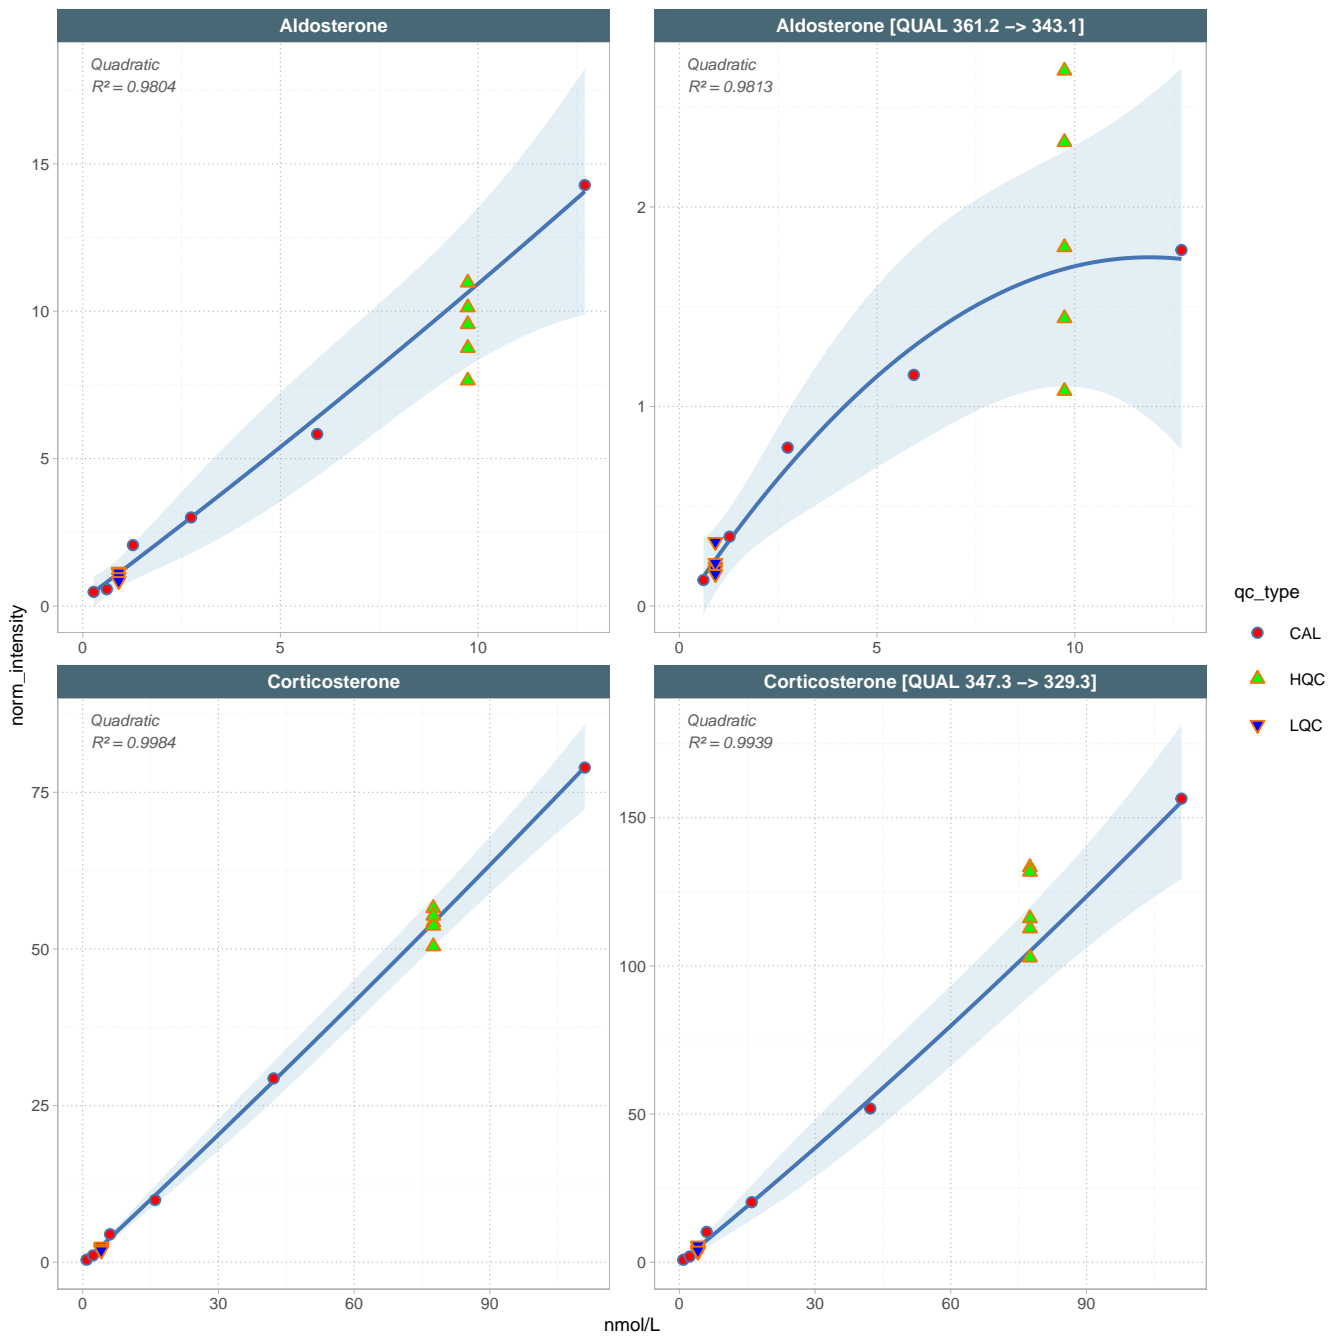 Aldosterone
Quadratic
R² = 0.9804
15
10
5
0
0 5 10
Aldosterone [QUAL 361.2 –> 343.1]
Quadratic
R² = 0.9813
2
1
0
0 5 10
Corticosterone
Quadratic
R² = 0.9984
75
50
25
0
0 30 60 90
Corticosterone [QUAL 347.3 –> 329.3]
Quadratic
R² = 0.9939
150
100
50
0
0 30 60 90
norm_intensity
nmol/L
qc_type
CAL
HQC
LQC